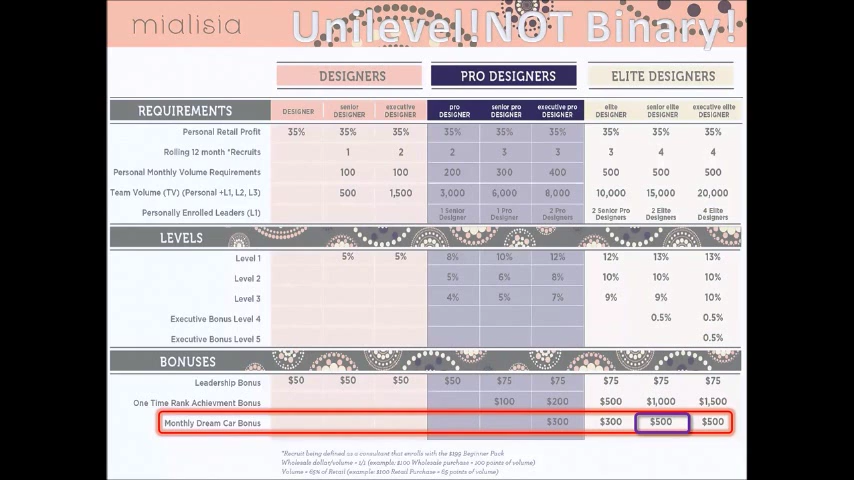 mialisia
Unilevel!NOT Binary!
DESIGNERS PRO DESIGNERS ELITE DESIGNERS
REQUIREMENTS DESIGNER senior DESIGNER executive DESIGNER pro DESIGNER senior pro DESIGNER executive pro DESIGNER elite DESIGNER senior elite DESIGNER executive elite DESIGNER
Personal Retail Profit 35% 35% 35% 35% 35% 35% 35% 35% 35%
Rolling 12 month *Recruits 1 2 2 3 3 3 4 4
Personal Monthly Volume Requirements 100 100 200 300 400 500 500 500
Team Volume (TV) (Personal +L1, L2, L3) 500 1,500 3,000 6,000 8,000 10,000 15,000 20,000
Personally Enrolled Leaders (L1) 1 Senior Designer 1 Pro Designer 2 Pro Designers 2 Senior Pro Designers 2 Elite Designers 4 Elite Designers
LEVELS
Level 1 5% 5% 8% 10% 12% 12% 13% 13%
Level 2 5% 6% 8% 10% 10% 10%
Level 3 4% 5% 7% 9% 9% 10%
Executive Bonus Level 4 0.5% 0.5%
Executive Bonus Level 5 0.5%
BONUSES
Leadership Bonus $50 $50 $50 $50 $75 $75 $75 $75 $75
One Time Rank Achievment Bonus $100 $200 $500 $1,000 $1,500
Monthly Dream Car Bonus $300 $300 $500 $500
*Recruit being defined as a consultant that enrolls with the $199 Beginner Pack
Wholesale dollar/volume = 1/1 (example: $100 Wholesale purchase = 100 points of volume)
Volume = 65% of Retail (example: $100 Retail Purchase = 65 points of volume)